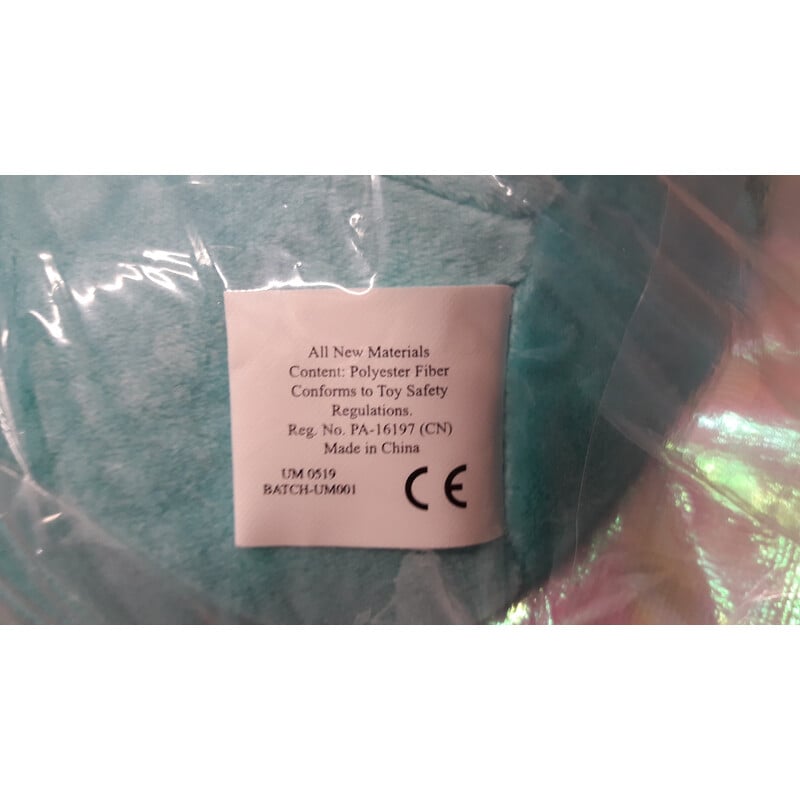 All New Materials
Content: Polyester Fiber
Conforms to Toy Safety
Regulations.
Reg. No. PA-16197 (CN)
Made in China
UM 0519
BATCH-UM001
CE